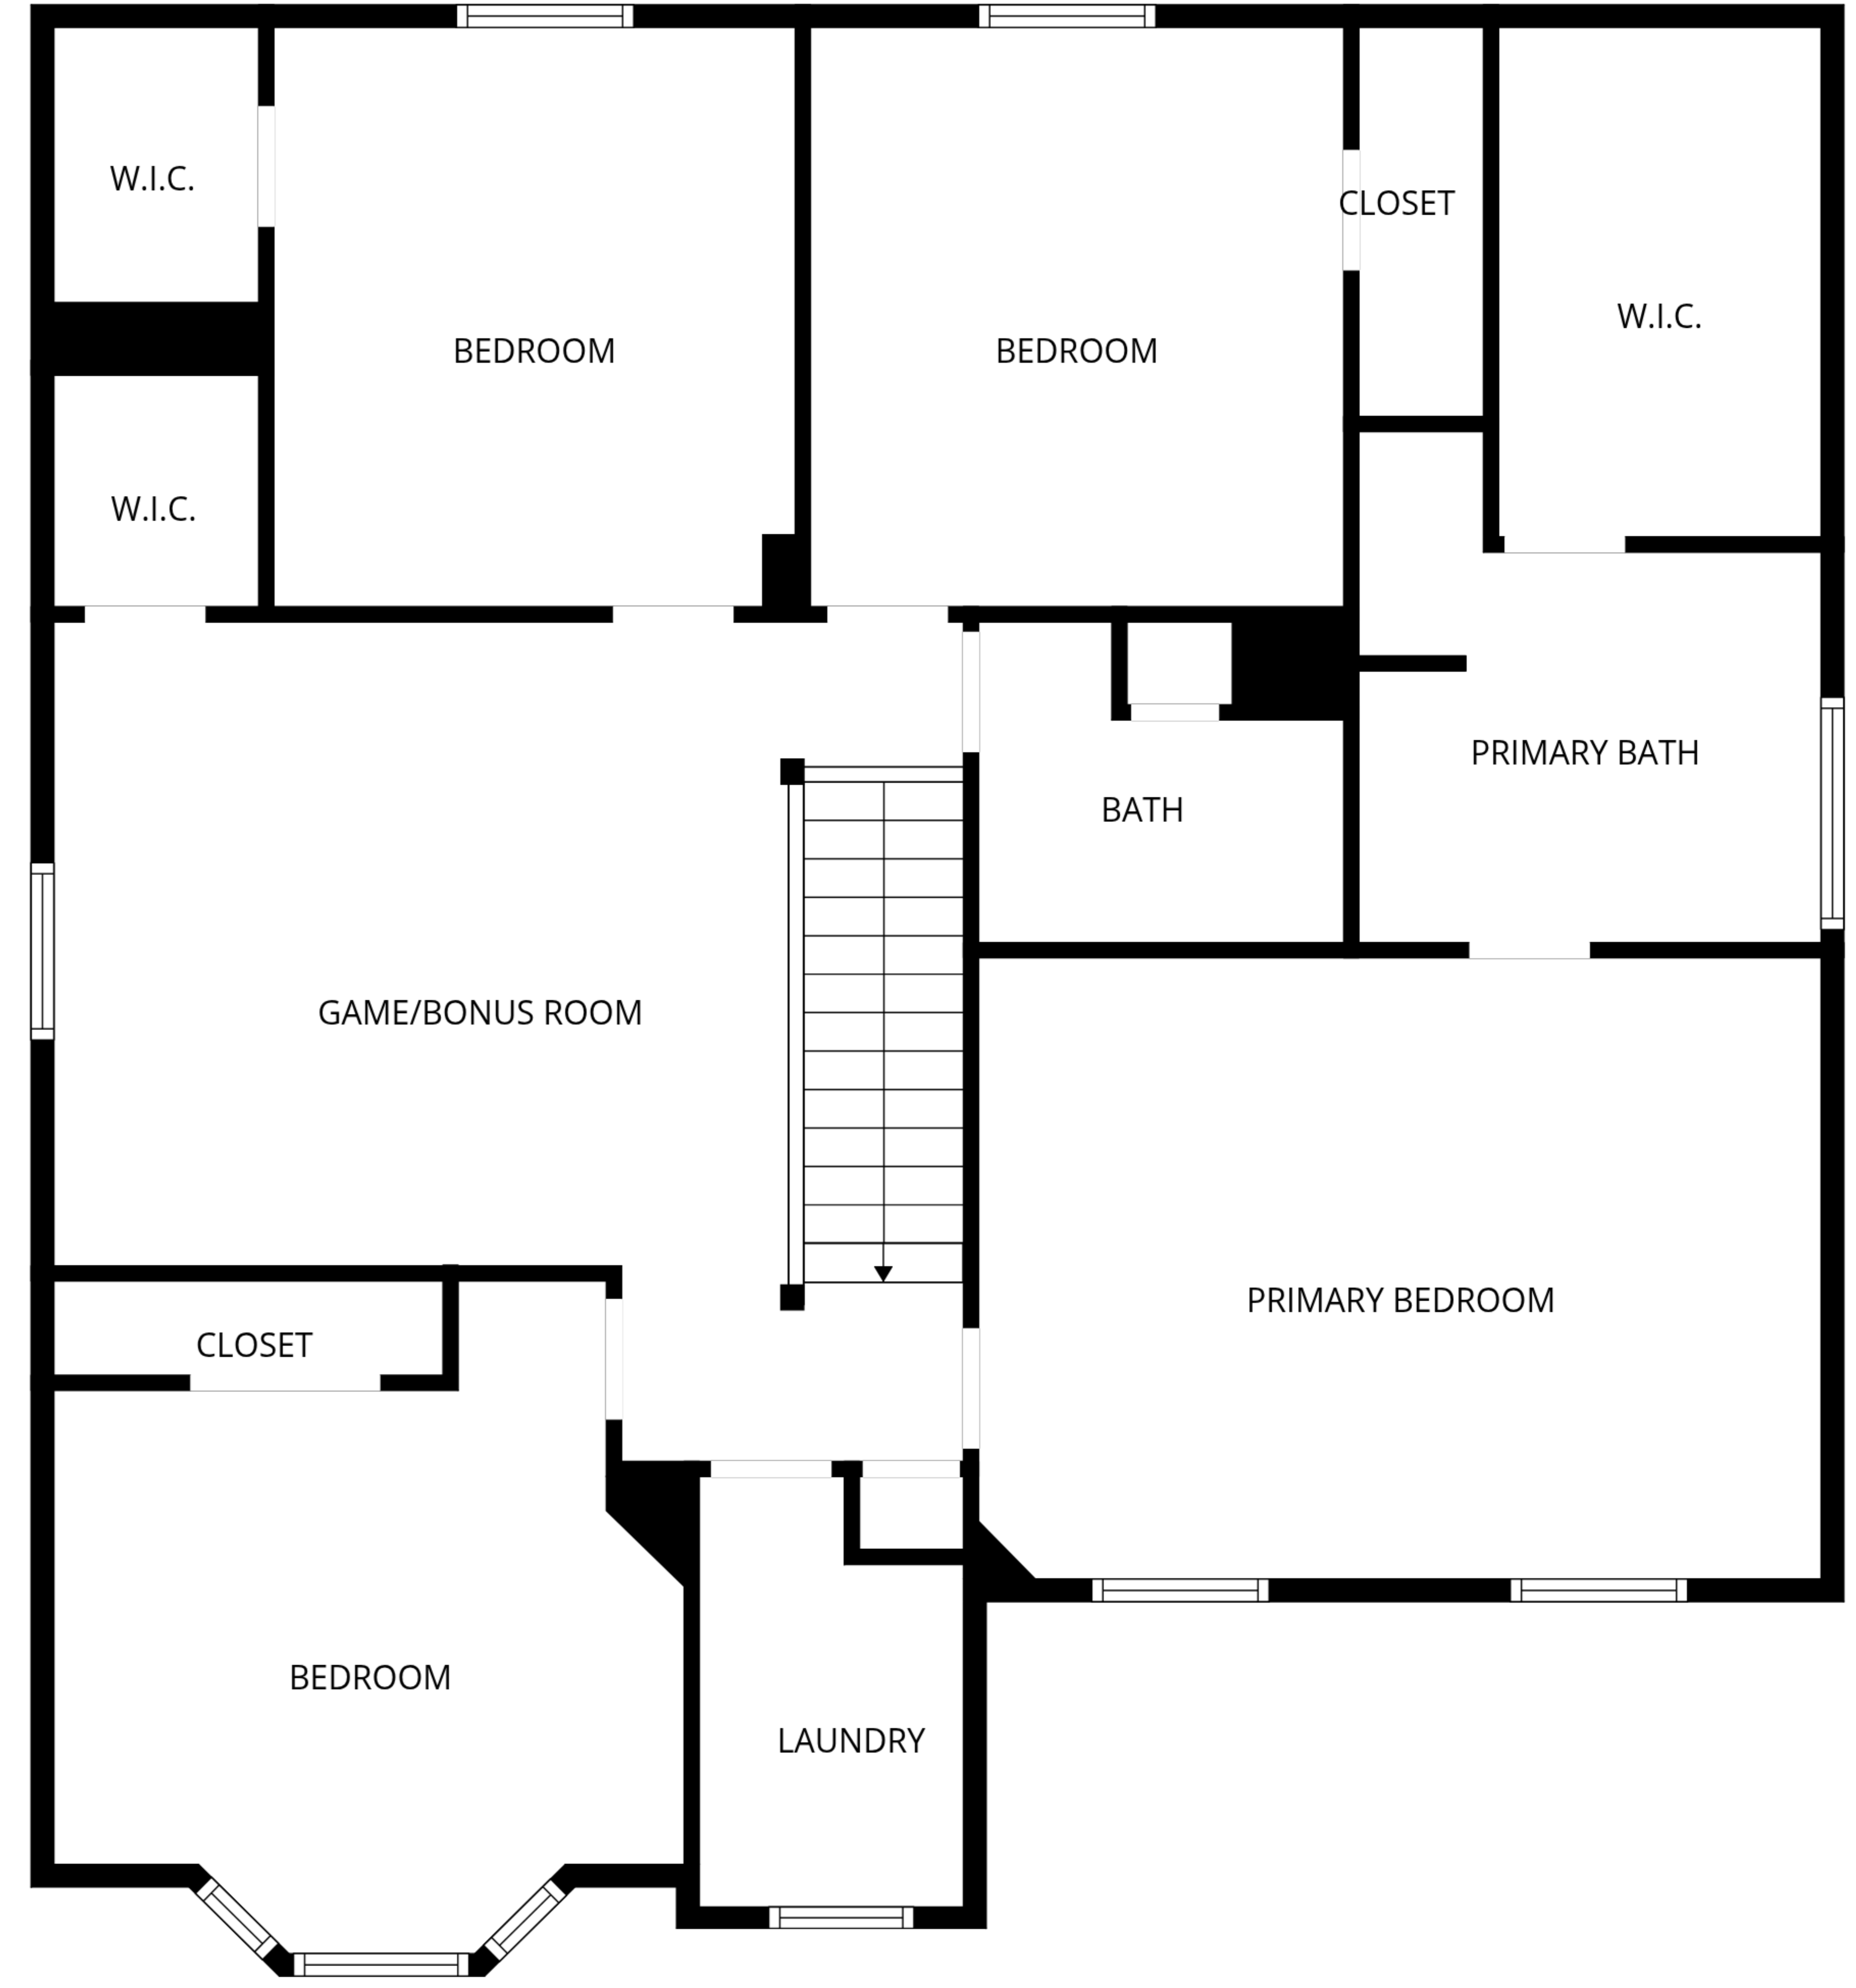 W.I.C.
CLOSET
W.I.C.
BEDROOM
BEDROOM
W.I.C.
PRIMARY BATH
BATH
GAME/BONUS ROOM
PRIMARY BEDROOM
CLOSET
BEDROOM
LAUNDRY